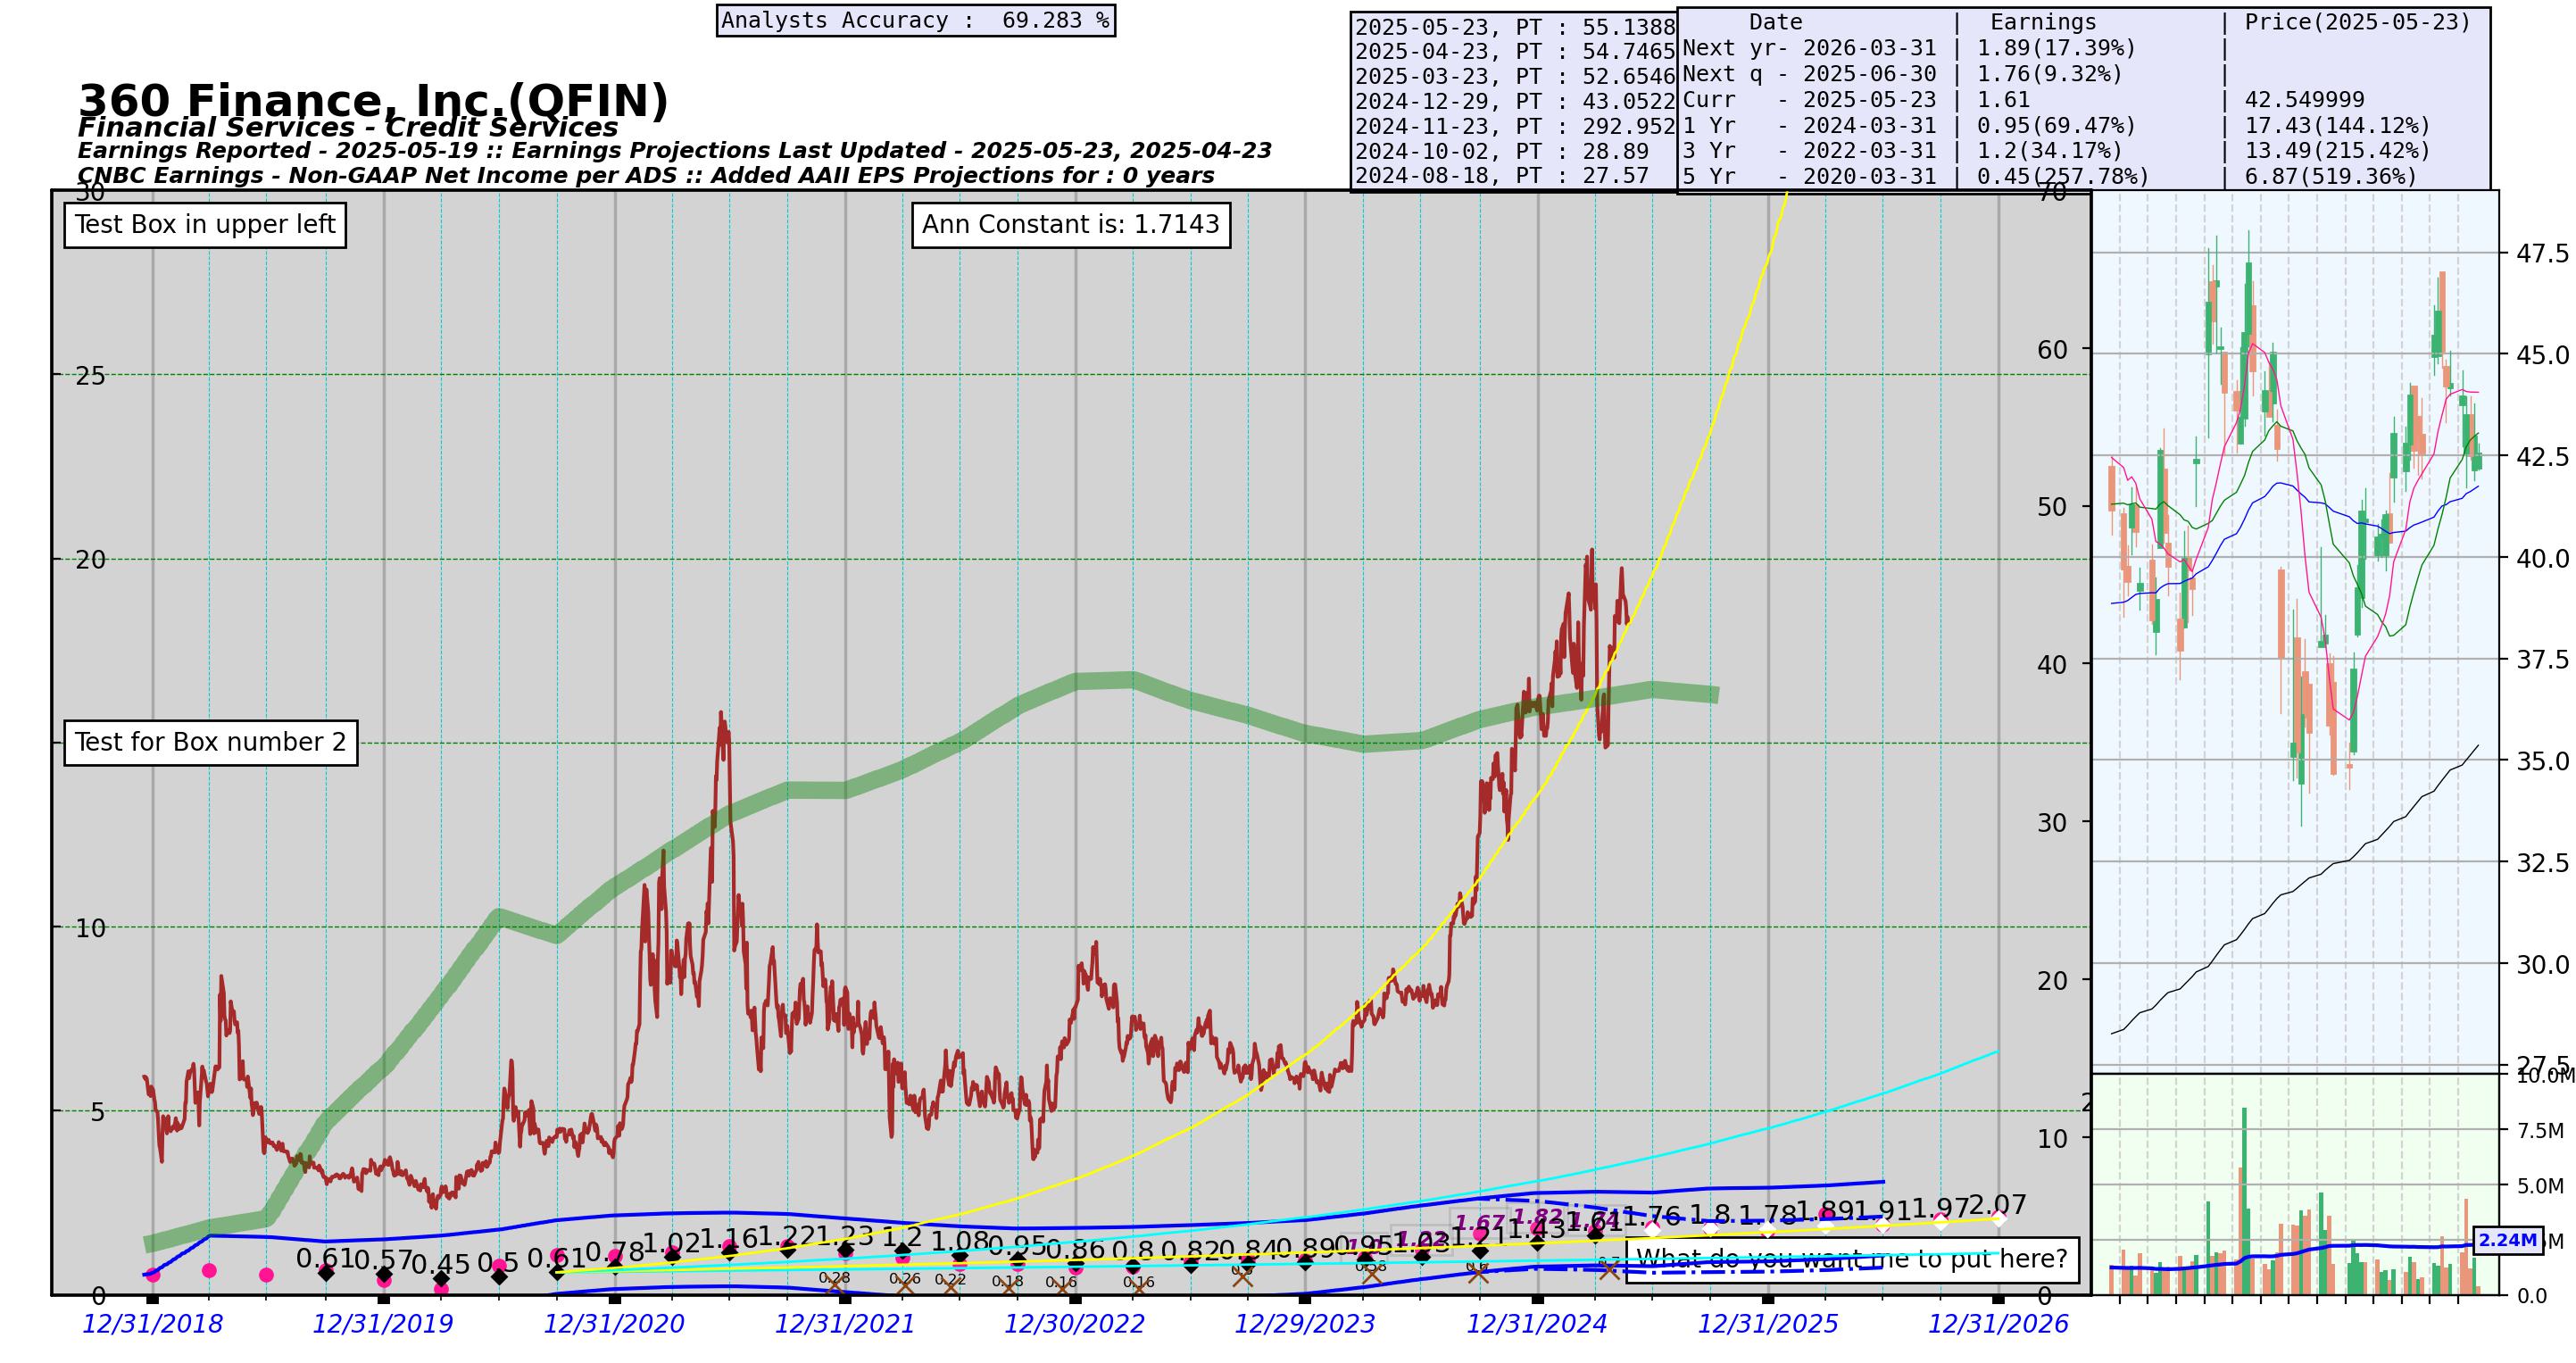 Analysts Accuracy :  69.283 %
2025-05-23, PT : 55.1388
2025-04-23, PT : 54.7465
2025-03-23, PT : 52.6546
2024-12-29, PT : 43.0522
2024-11-23, PT : 292.952
2024-10-02, PT : 28.89
2024-08-18, PT : 27.57
Date | Earnings | Price(2025-05-23)
Next yr- 2026-03-31 | 1.89(17.39%) |
Next q - 2025-06-30 | 1.76(9.32%) |
Curr - 2025-05-23 | 1.61 | 42.549999
1 Yr - 2024-03-31 | 0.95(69.47%) | 17.43(144.12%)
3 Yr - 2022-03-31 | 1.2(34.17%) | 13.49(215.42%)
5 Yr - 2020-03-31 | 0.45(257.78%) | 6.87(519.36%)
360 Finance, Inc.(QFIN)
Financial Services - Credit Services
Earnings Reported - 2025-05-19 :: Earnings Projections Last Updated - 2025-05-23, 2025-04-23
CNBC Earnings - Non-GAAP Net Income per ADS :: Added AAII EPS Projections for : 0 years
Test Box in upper left
Ann Constant is: 1.7143
Test for Box number 2
What do you want me to put here?
30
25
20
10
5
0
70
60
50
40
30
20
10
0
47.5
45.0
42.5
40.0
37.5
35.0
32.5
30.0
27.5
10.0M
7.5M
5.0M
2.24M
0.0
0.61 0.57 0.45 0.5 0.61 0.78 1.02 1.16 1.22 1.23 1.2 1.08 0.95 0.86 0.8 0.82 0.84 0.89 0.95 1.03 1.21 1.43 1.61 1.76 1.8 1.78 1.89 1.91 1.97 2.07
1.22 1.67 1.82
0.28 0.26 0.22 0.18 0.16 0.16 0.58
12/31/2018 12/31/2019 12/31/2020 12/31/2021 12/30/2022 12/29/2023 12/31/2024 12/31/2025 12/31/2026